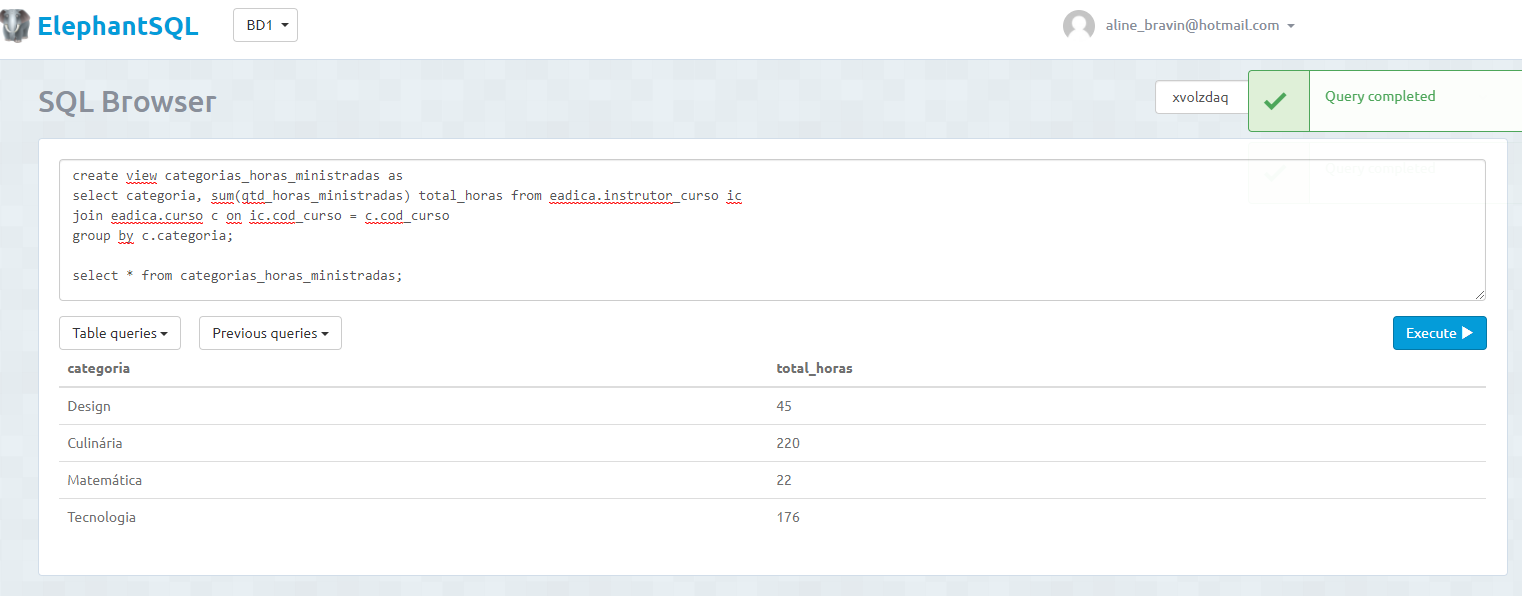 ElephantSQL
BD1
aline_bravin@hotmail.com
SQL Browser
xvolzdaq
Query completed
Query completed
create view categorias_horas_ministradas as
select categoria, sum(qtd_horas_ministradas) total_horas from eadica.instrutor_curso ic
join eadica.curso c on ic.cod_curso = c.cod_curso
group by c.categoria;
select * from categorias_horas_ministradas;
Table queries
Previous queries
Execute
categoria total_horas
Design 45
Culinária 220
Matemática 22
Tecnologia 176